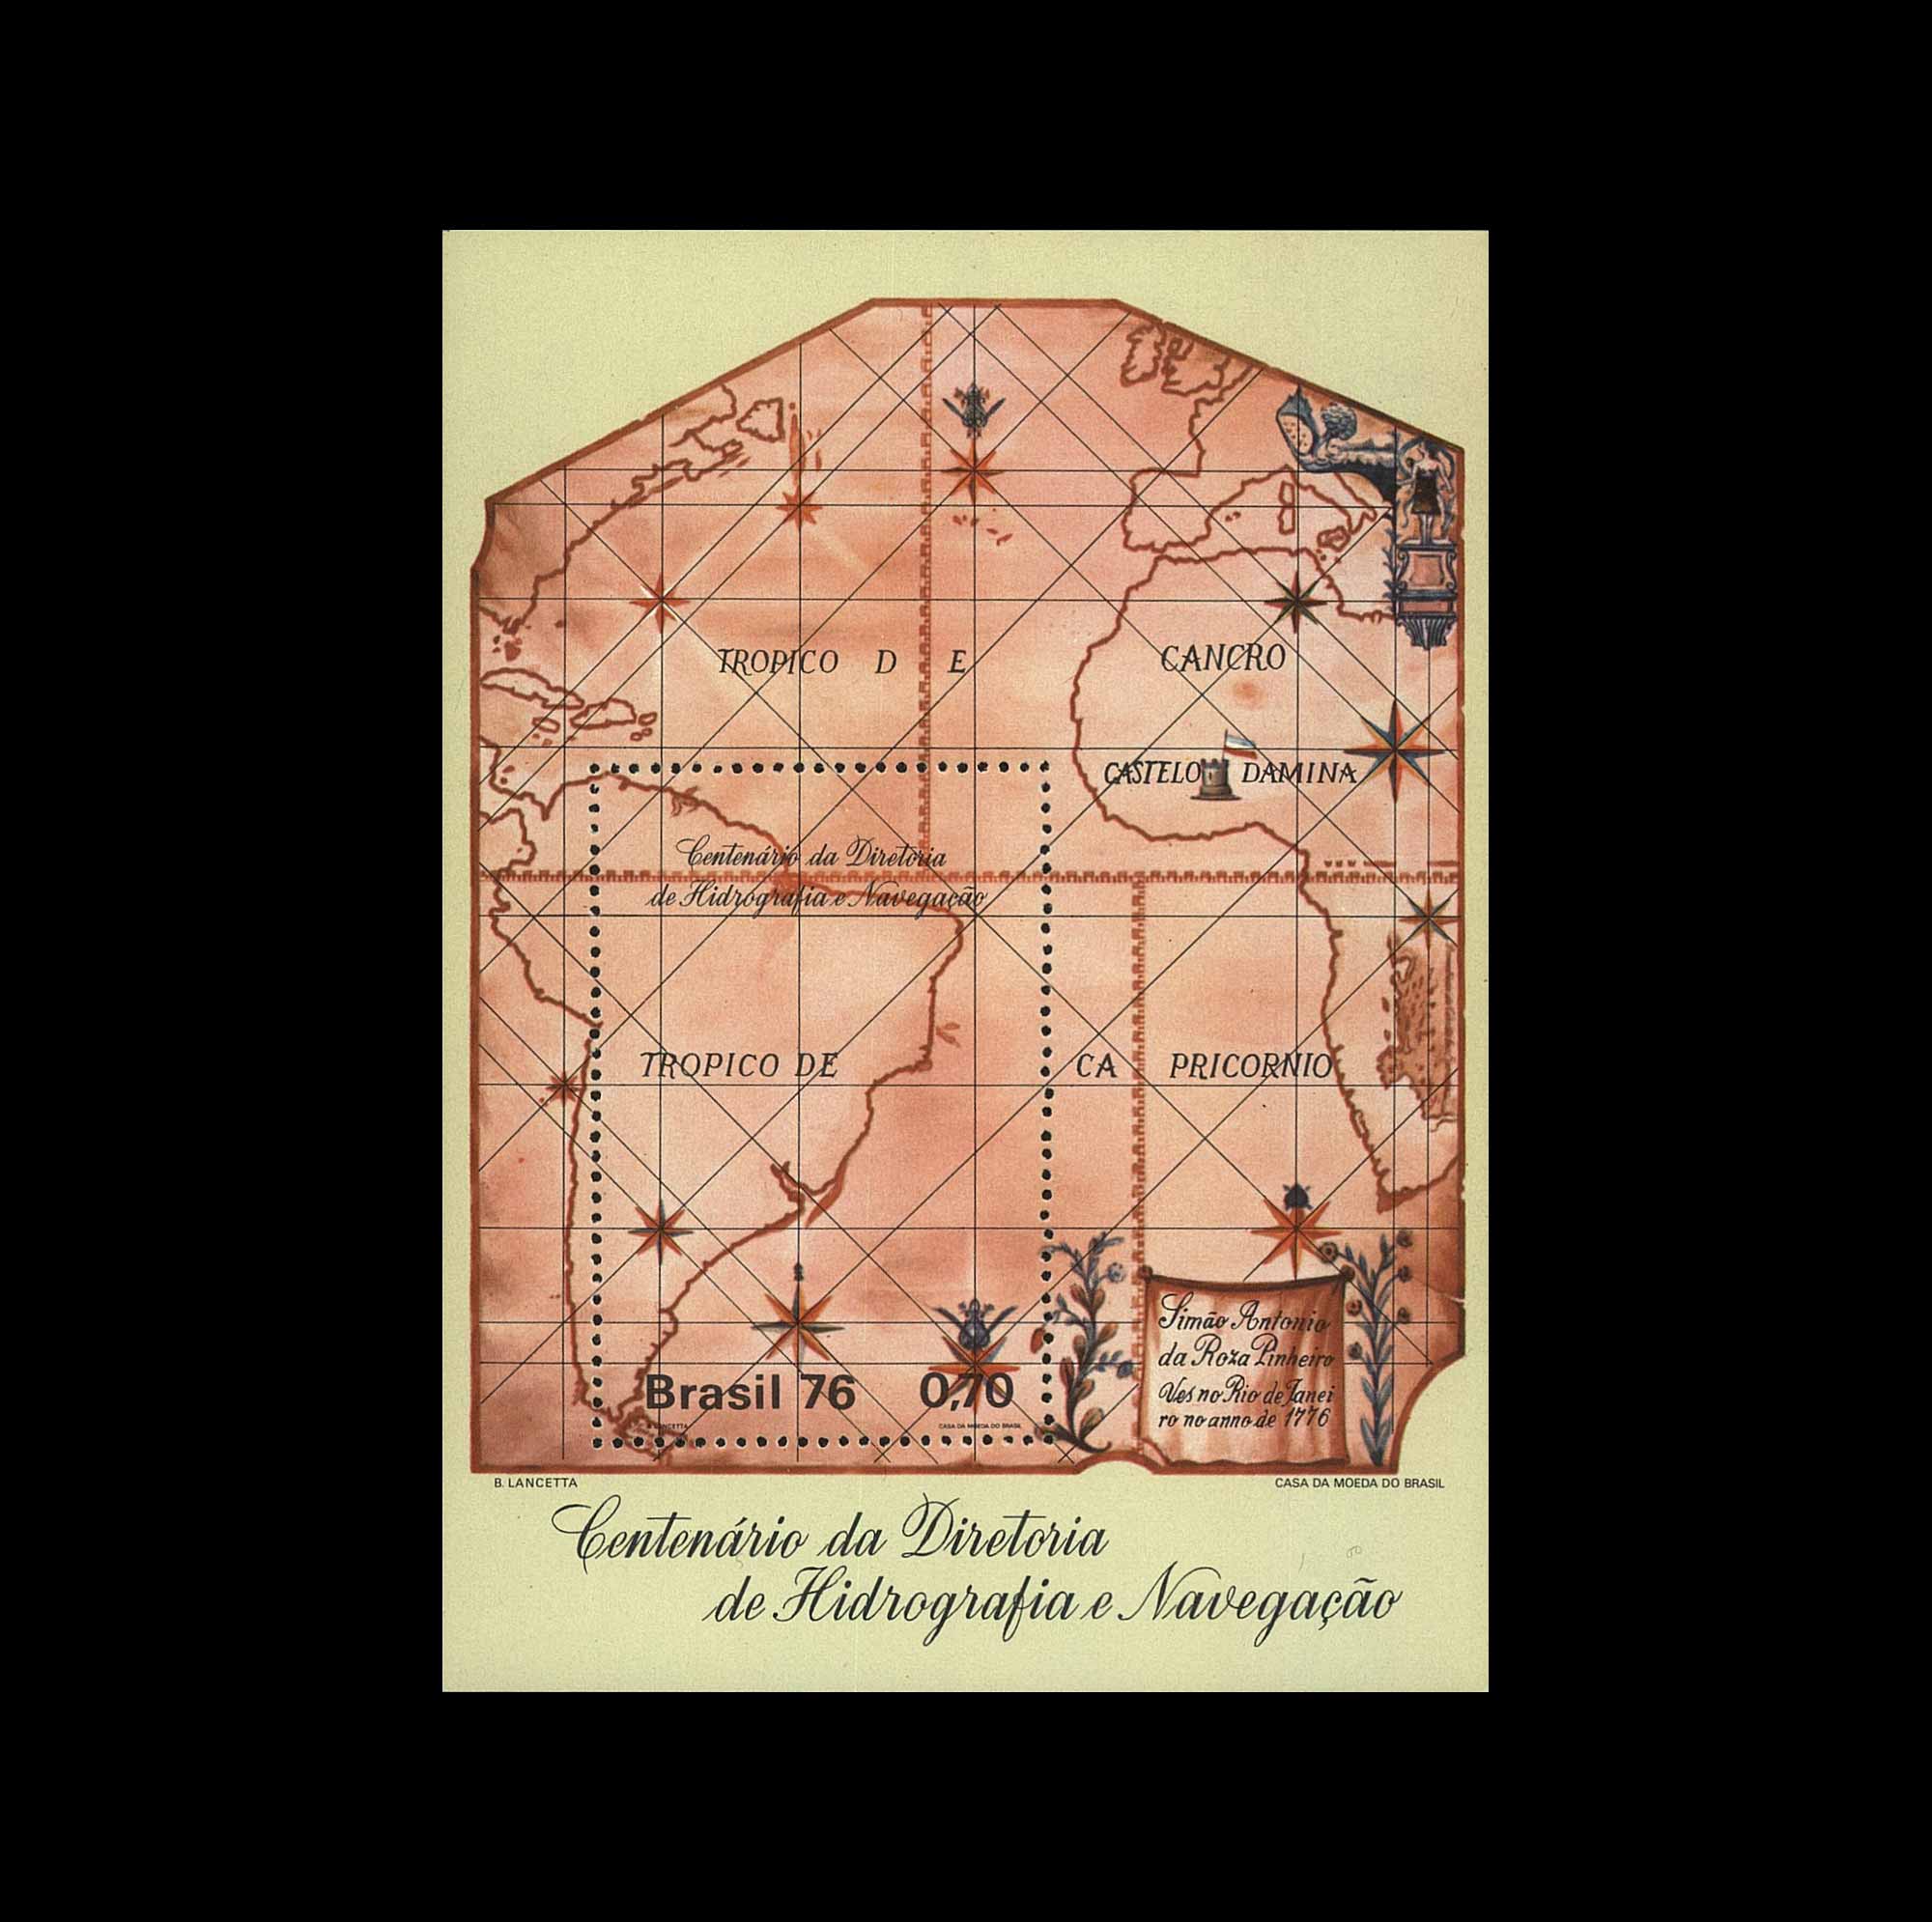 TROPICO D E CANCRO
CASTELO DAMINA
Centenário da Diretoria
de Hidrografia e Navegação
TROPICO DE CA PRICORNIO
Simão Antonio
da Roza Pinheiro
Ves no Rio de Janei
ro no anno de 1776
Brasil 76 0,70
B. LANCETTA CASA DA MOEDA DO BRASIL
B. LANCETTA CASA DA MOEDA DO BRASIL
Centenário da Diretoria
de Hidrografia e Navegação